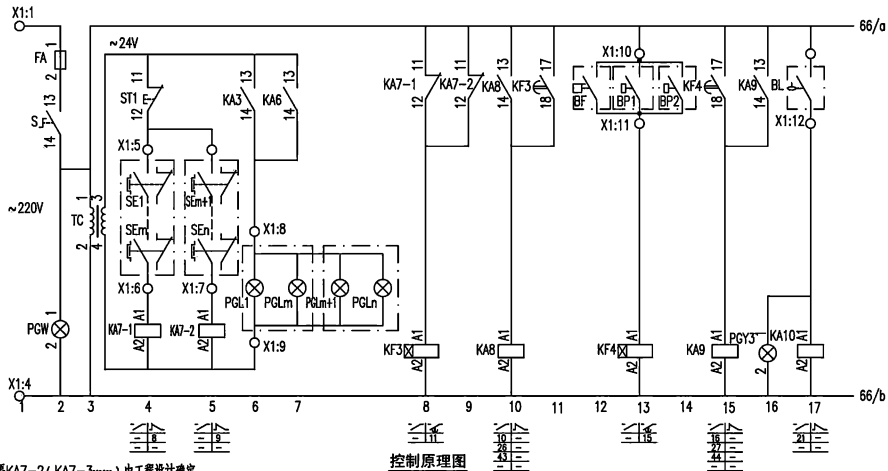 X1:1
66/a
FA
1
2
~24V
13
14
S
~220V
TC
1
2
3
4
11
12
ST1
X1:5
SE1
SEm+1
SEm
SEn
X1:6
X1:7
KA7-1
KA7-2
A1
A2
A1
A2
13
14
KA3
13
14
KA6
X1:8
PGL1
PGLm
PGLm+1
PGLn
X1:9
PGW
1
2
11
12
KA7-1
11
12
KA7-2
13
14
KA8
17
18
KF3
X1:10
BF
BP1
BP2
X1:11
17
18
KF4
13
14
KA9
BL
X1:12
KF3
A1
A2
KA8
A1
A2
KF4
A1
A2
KA9
A1
A2
PGY3
2
KA10
A1
A2
X1:4
66/b
1 2 3 4 5 6 7 8 9 10 11 12 13 14 15 16 17
8
9
11
10
26
43
15
16
27
44
21
KA7-2(KA7-3
控制原理图